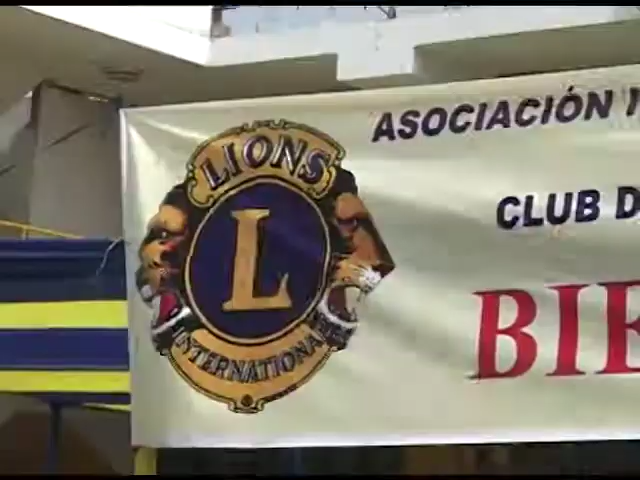 LIONS
L
INTERNATIONAL
ASOCIACIÓN
CLUB D
BIE